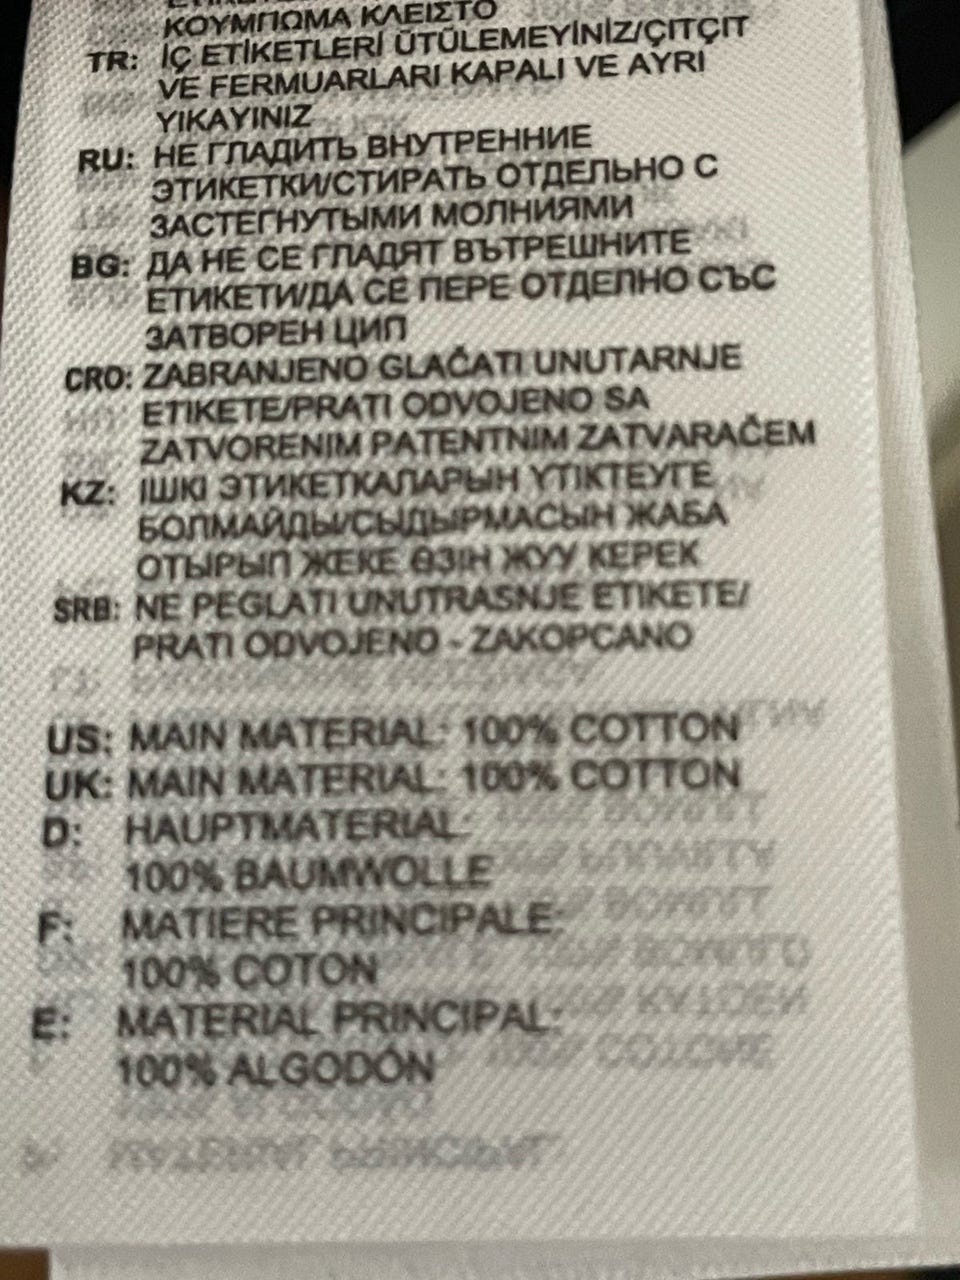 ΚΟΥΜΠΩΜΑ ΚΛΕΙΣΤΟ
TR: İÇ ETİKETLERİ ÜTÜLEMEYİNİZ/ÇITÇIT
VE FERMUARLARI KAPALI VE AYRI
YIKAYINIZ
RU: НЕ ГЛАДИТЬ ВНУТРЕННИЕ
ЭТИКЕТКИ/СТИРАТЬ ОТДЕЛЬНО С
ЗАСТЕГНУТЫМИ МОЛНИЯМИ
BG: ДА НЕ СЕ ГЛАДЯТ ВЪТРЕШНИТЕ
ЕТИКЕТИ/ДА СЕ ПЕРЕ ОТДЕЛНО СЪС
ЗАТВОРЕН ЦИП
CRO: ZABRANJENO GLAČATI UNUTARNJE
ETIKETE/PRATI ODVOJENO SA
ZATVORENIM PATENTNIM ZATVARAČEM
KZ: ІШКІ ЭТИКЕТКАЛАРЫН ҮТІКТЕУГЕ
БОЛМАЙДЫ/СЫДЫРМАСЫН ЖАБА
ОТЫРЫП ЖЕКЕ ӨЗІН ЖУУ КЕРЕК
SRB: NE PEGLATI UNUTRASNJE ETIKETE/
PRATI ODVOJENO - ZAKOPCANO
US: MAIN MATERIAL: 100% COTTON
UK: MAIN MATERIAL: 100% COTTON
D: HAUPTMATERIAL:
100% BAUMWOLLE
F: MATIERE PRINCIPALE:
100% COTON
E: MATERIAL PRINCIPAL:
100% ALGODÓN